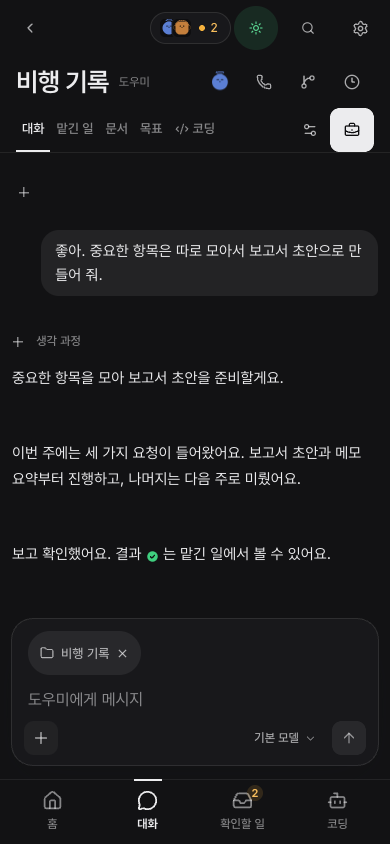 2
비행 기록 도우미
대화 맡긴 일 문서 목표 </> 코딩
좋아. 중요한 항목은 따로 모아서 보고서 초안으로 만
들어 줘.
생각 과정
중요한 항목을 모아 보고서 초안을 준비할게요.
이번 주에는 세 가지 요청이 들어왔어요. 보고서 초안과 메모
요약부터 진행하고, 나머지는 다음 주로 미뤘어요.
보고 확인했어요. 결과 는 맡긴 일에서 볼 수 있어요.
비행 기록
도우미에게 메시지
기본 모델
2
홈 대화 확인할 일 코딩